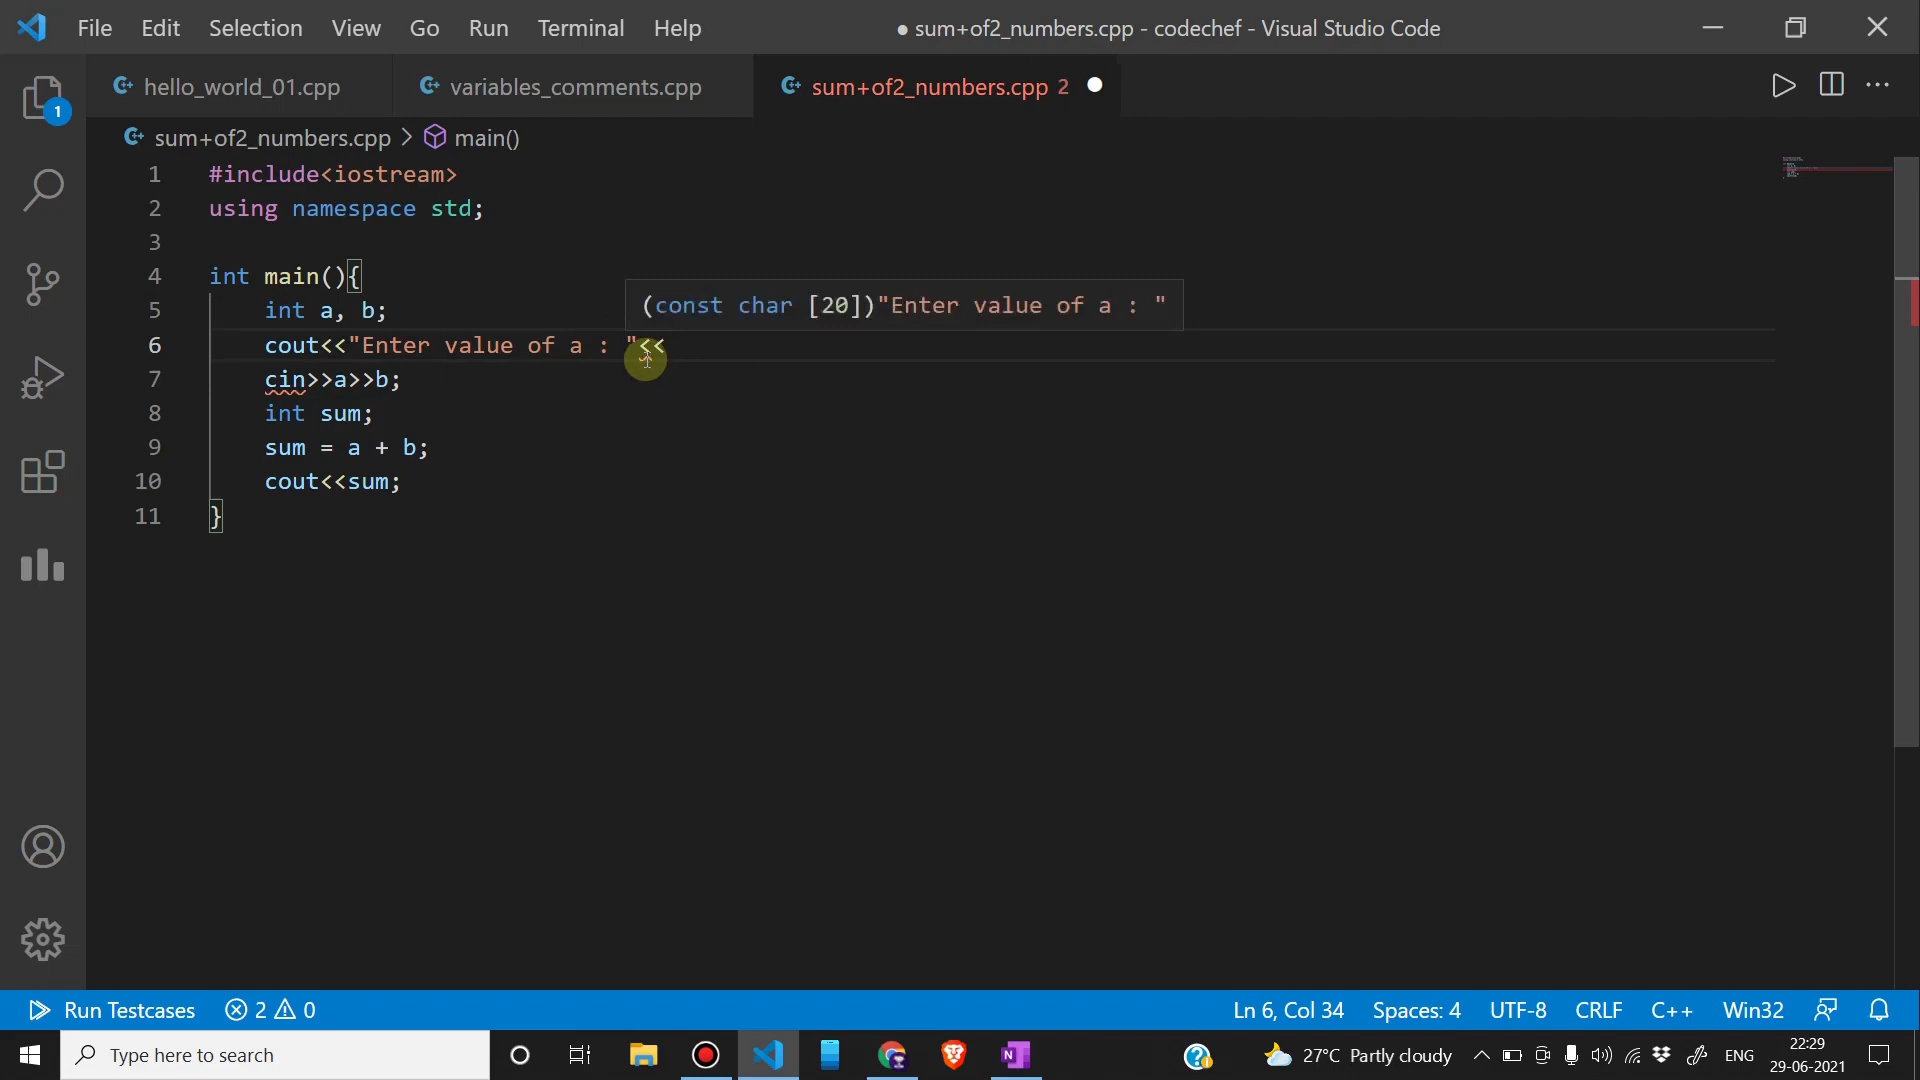 File Edit Selection View Go Run Terminal Help ● sum+of2_numbers.cpp - codechef - Visual Studio Code
hello_world_01.cpp variables_comments.cpp sum+of2_numbers.cpp 2
1
sum+of2_numbers.cpp > main()
1 #include<iostream>
2 using namespace std;
3
4 int main(){
5 int a, b;
(const char [20])"Enter value of a : "
6 cout<<"Enter value of a : "<<
7 cin>>a>>b;
8 int sum;
9 sum = a + b;
10 cout<<sum;
11 }
Run Testcases 2 0 Ln 6, Col 34 Spaces: 4 UTF-8 CRLF C++ Win32
Type here to search 27°C Partly cloudy ENG 22:29
29-06-2021